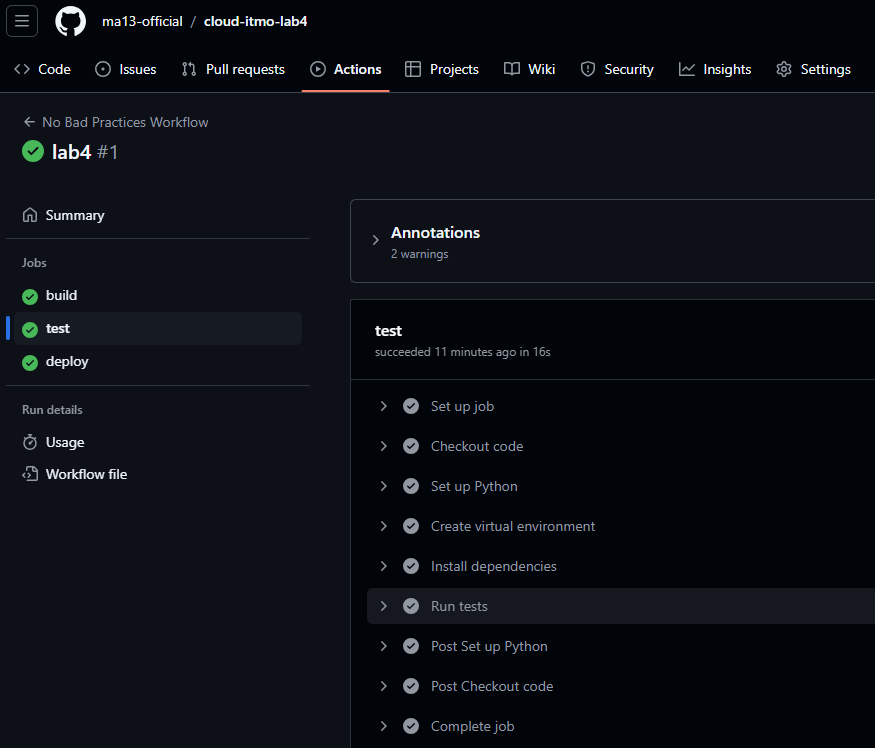 ma13-official / cloud-itmo-lab4
Code Issues Pull requests Actions Projects Wiki Security Insights Settings
No Bad Practices Workflow
lab4 #1
Summary
Jobs
build
test
deploy
Run details
Usage
Workflow file
Annotations
2 warnings
test
succeeded 11 minutes ago in 16s
Set up job
Checkout code
Set up Python
Create virtual environment
Install dependencies
Run tests
Post Set up Python
Post Checkout code
Complete job